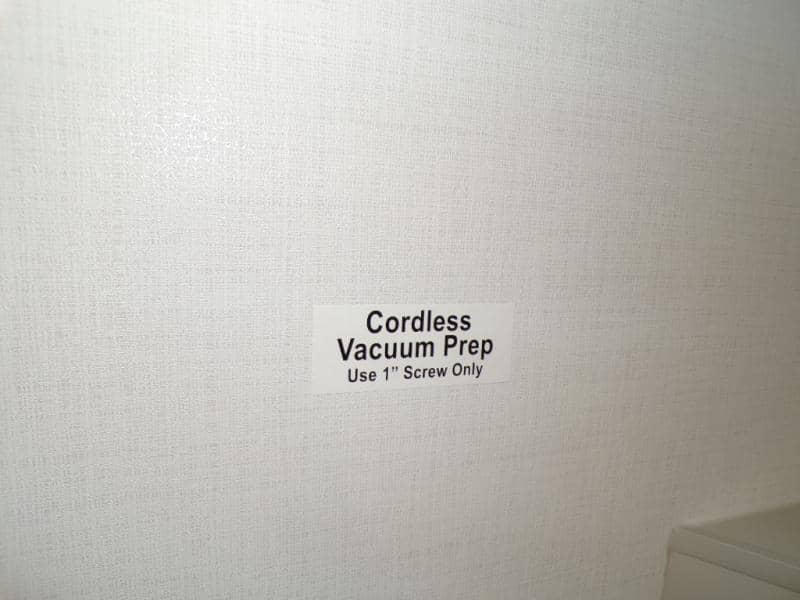 Cordless
Vacuum Prep
Use 1” Screw Only